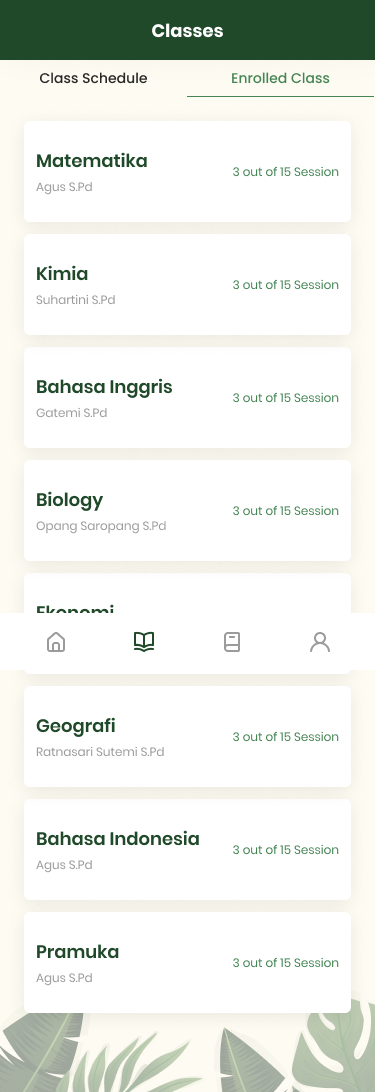 Classes
Class Schedule
Enrolled Class
Matematika
Agus S.Pd
3 out of 15 Session
Kimia
Suhartini S.Pd
3 out of 15 Session
Bahasa Inggris
Gatemi S.Pd
3 out of 15 Session
Biology
Opang Saropang S.Pd
3 out of 15 Session
Ekonomi
Geografi
Ratnasari Sutemi S.Pd
3 out of 15 Session
Bahasa Indonesia
Agus S.Pd
3 out of 15 Session
Pramuka
Agus S.Pd
3 out of 15 Session